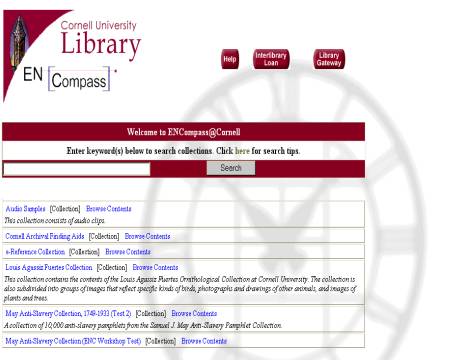 Cornell University
Library
EN Compass
Help
Interlibrary Loan
Library Gateway
Welcome to ENCompass@Cornell
Enter keyword(s) below to search collections. Click here for search tips.
Search
Audio Samples [Collection] Browse Contents
This collection consists of audio clips.
Cornell Archival Finding Aids [Collection] Browse Contents
e-Reference Collection [Collection] Browse Contents
Louis Agassiz Fuertes Collection [Collection] Browse Contents
This collection contains the contents of the Louis Agassiz Fuertes Ornithological Collection at Cornell University. The collection is
also subdivided into groups of images that reflect specific kinds of birds, photographs and drawings of other animals, and images of
plants and trees.
May Anti-Slavery Collection, 1749-1933 (Test 2) [Collection] Browse Contents
A collection of 10,000 anti-slavery pamphlets from the Samuel J. May Anti-Slavery Pamphlet Collection.
May Anti-Slavery Collection (ENC Workshop Test) [Collection] Browse Contents